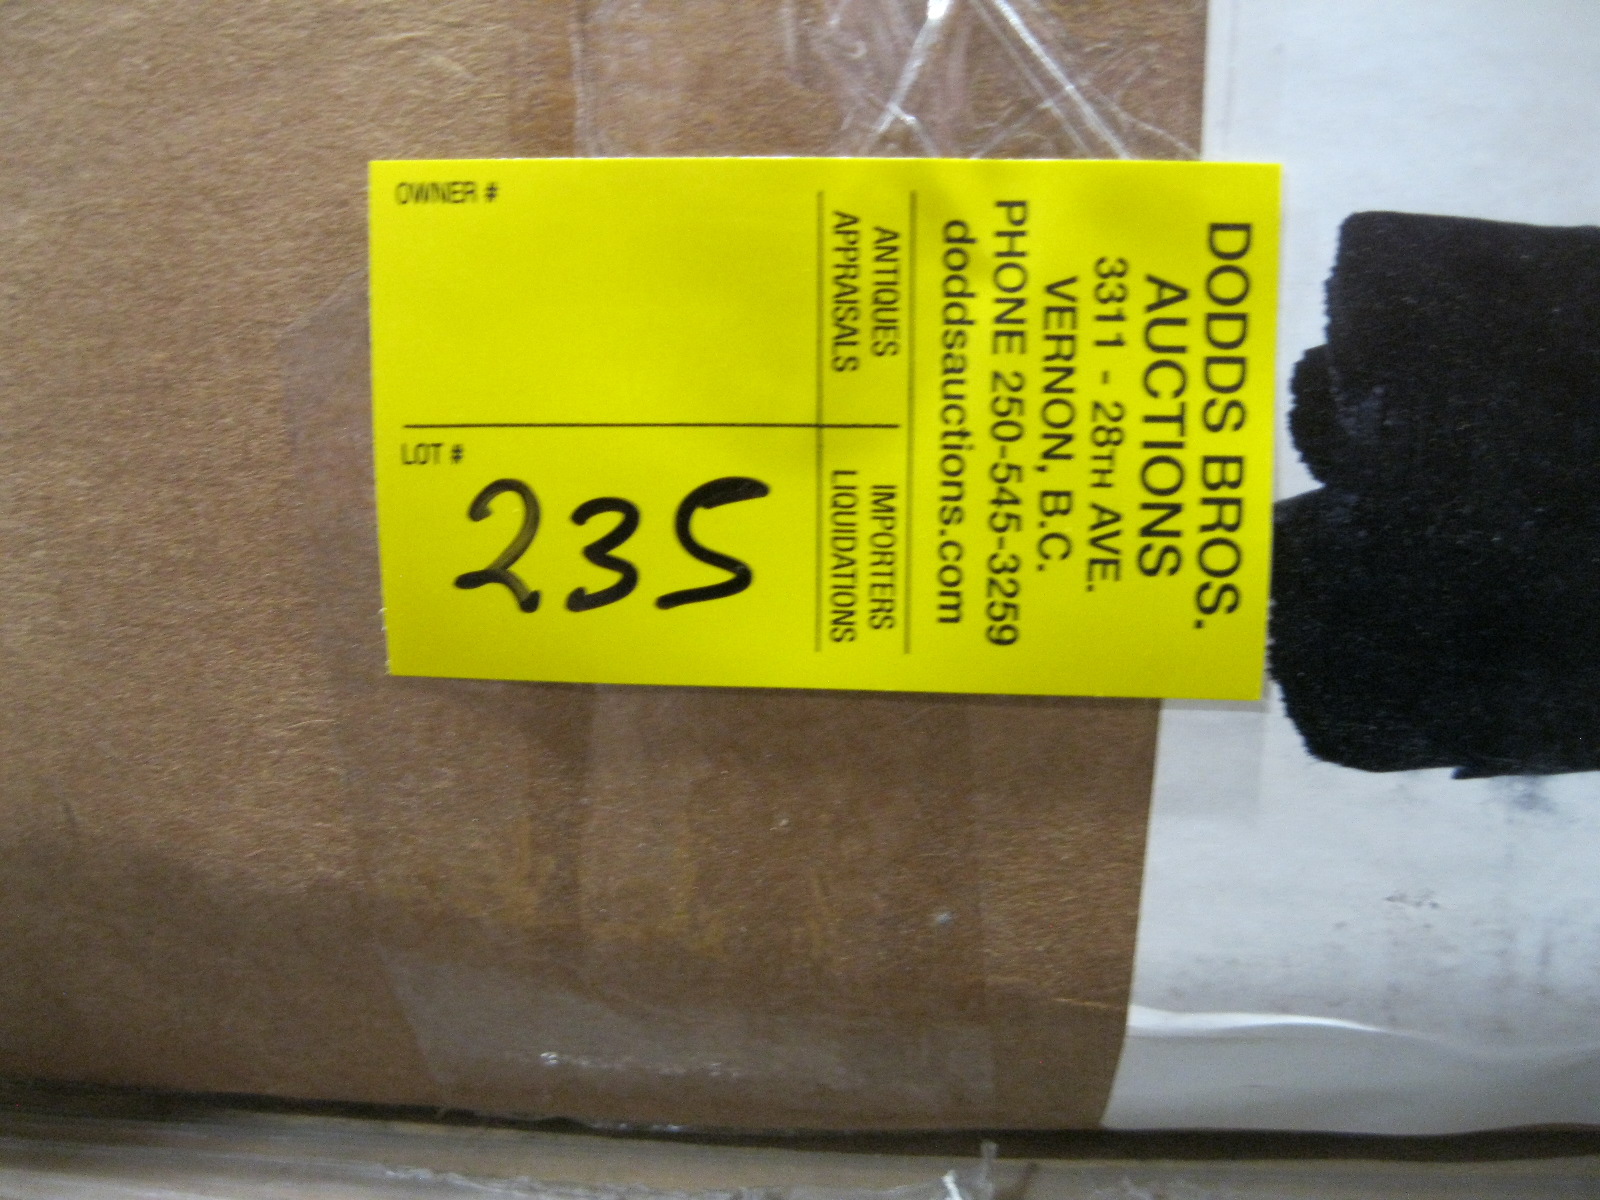 DODDS BROS.
AUCTIONS
3311 - 28TH AVE.
VERNON, B.C.
PHONE 250-545-3259
doddsauctions.com
ANTIQUES
APPRAISALS
IMPORTERS
LIQUIDATIONS
OWNER #
LOT #
235